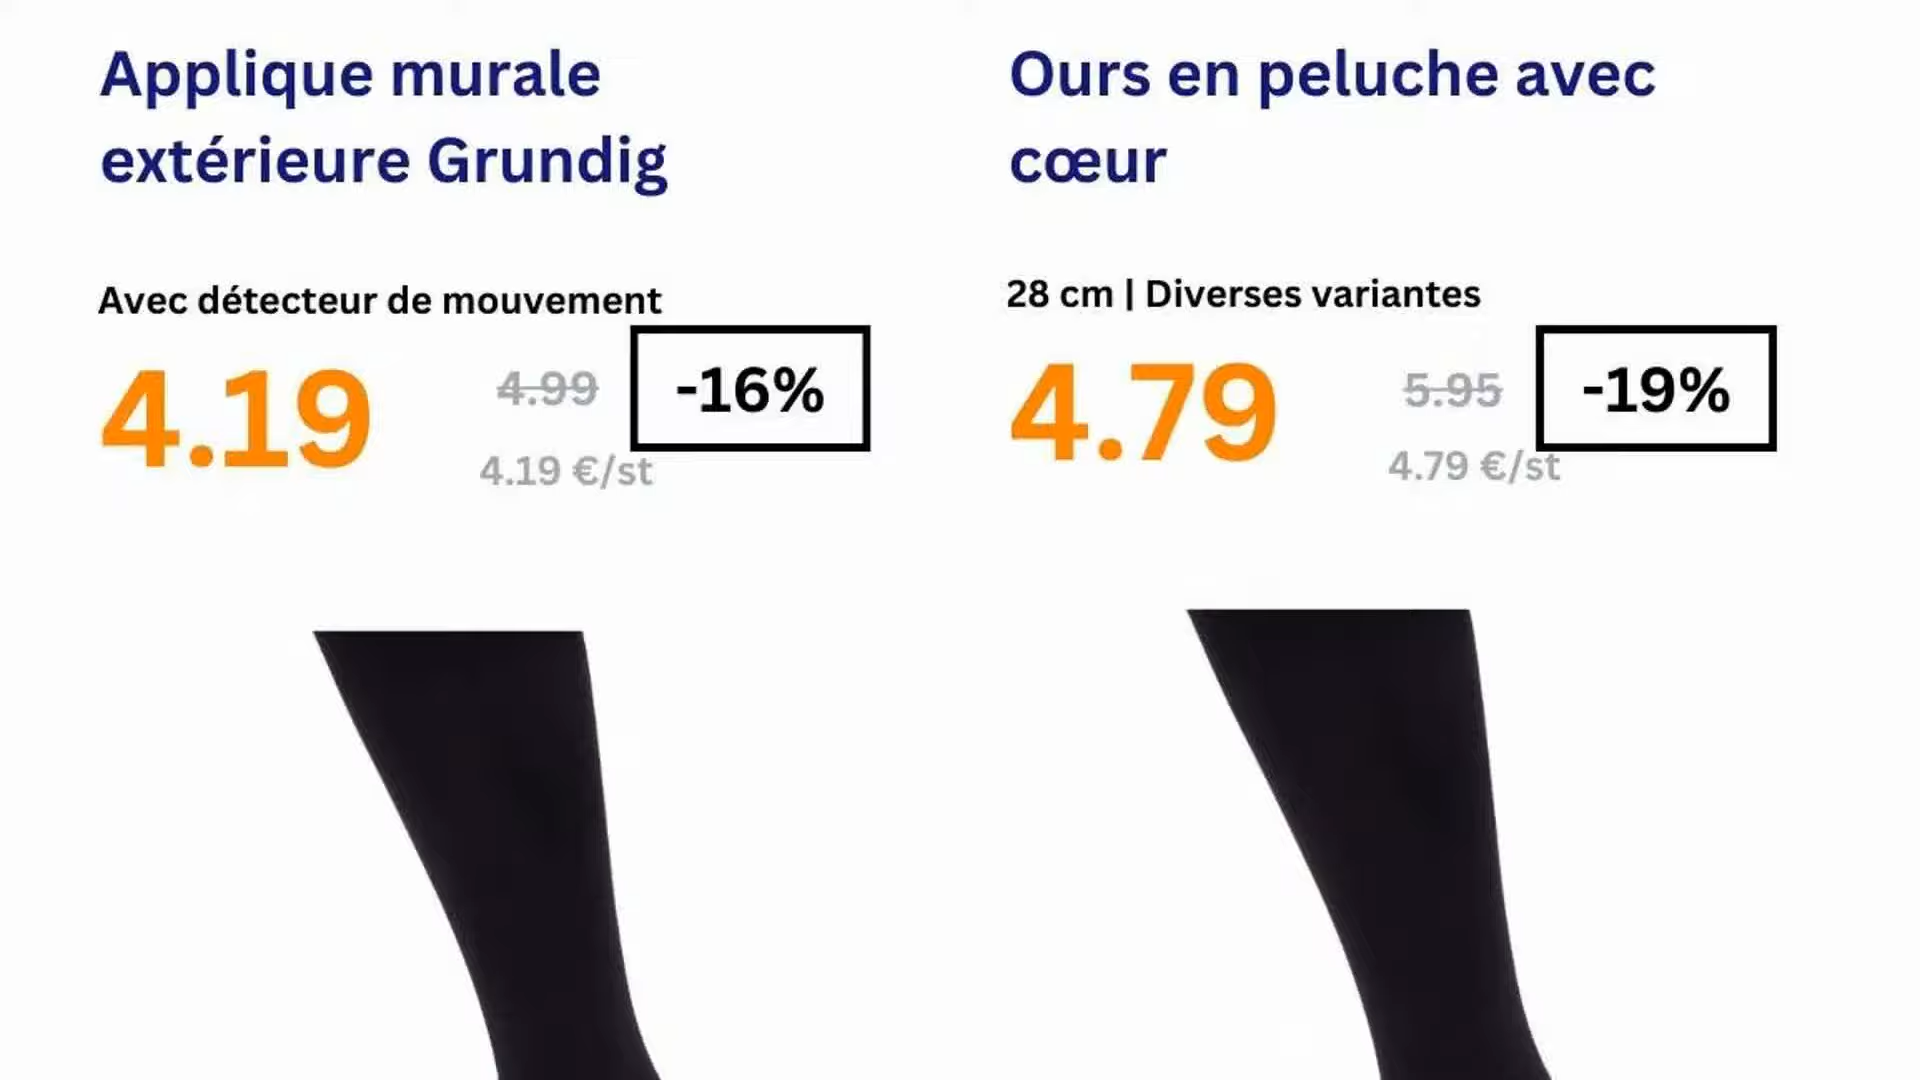 Applique murale
extérieure Grundig
Avec détecteur de mouvement
4.19
4.99
-16%
4.19 €/st
Ours en peluche avec
cœur
28 cm | Diverses variantes
4.79
5.95
-19%
4.79 €/st